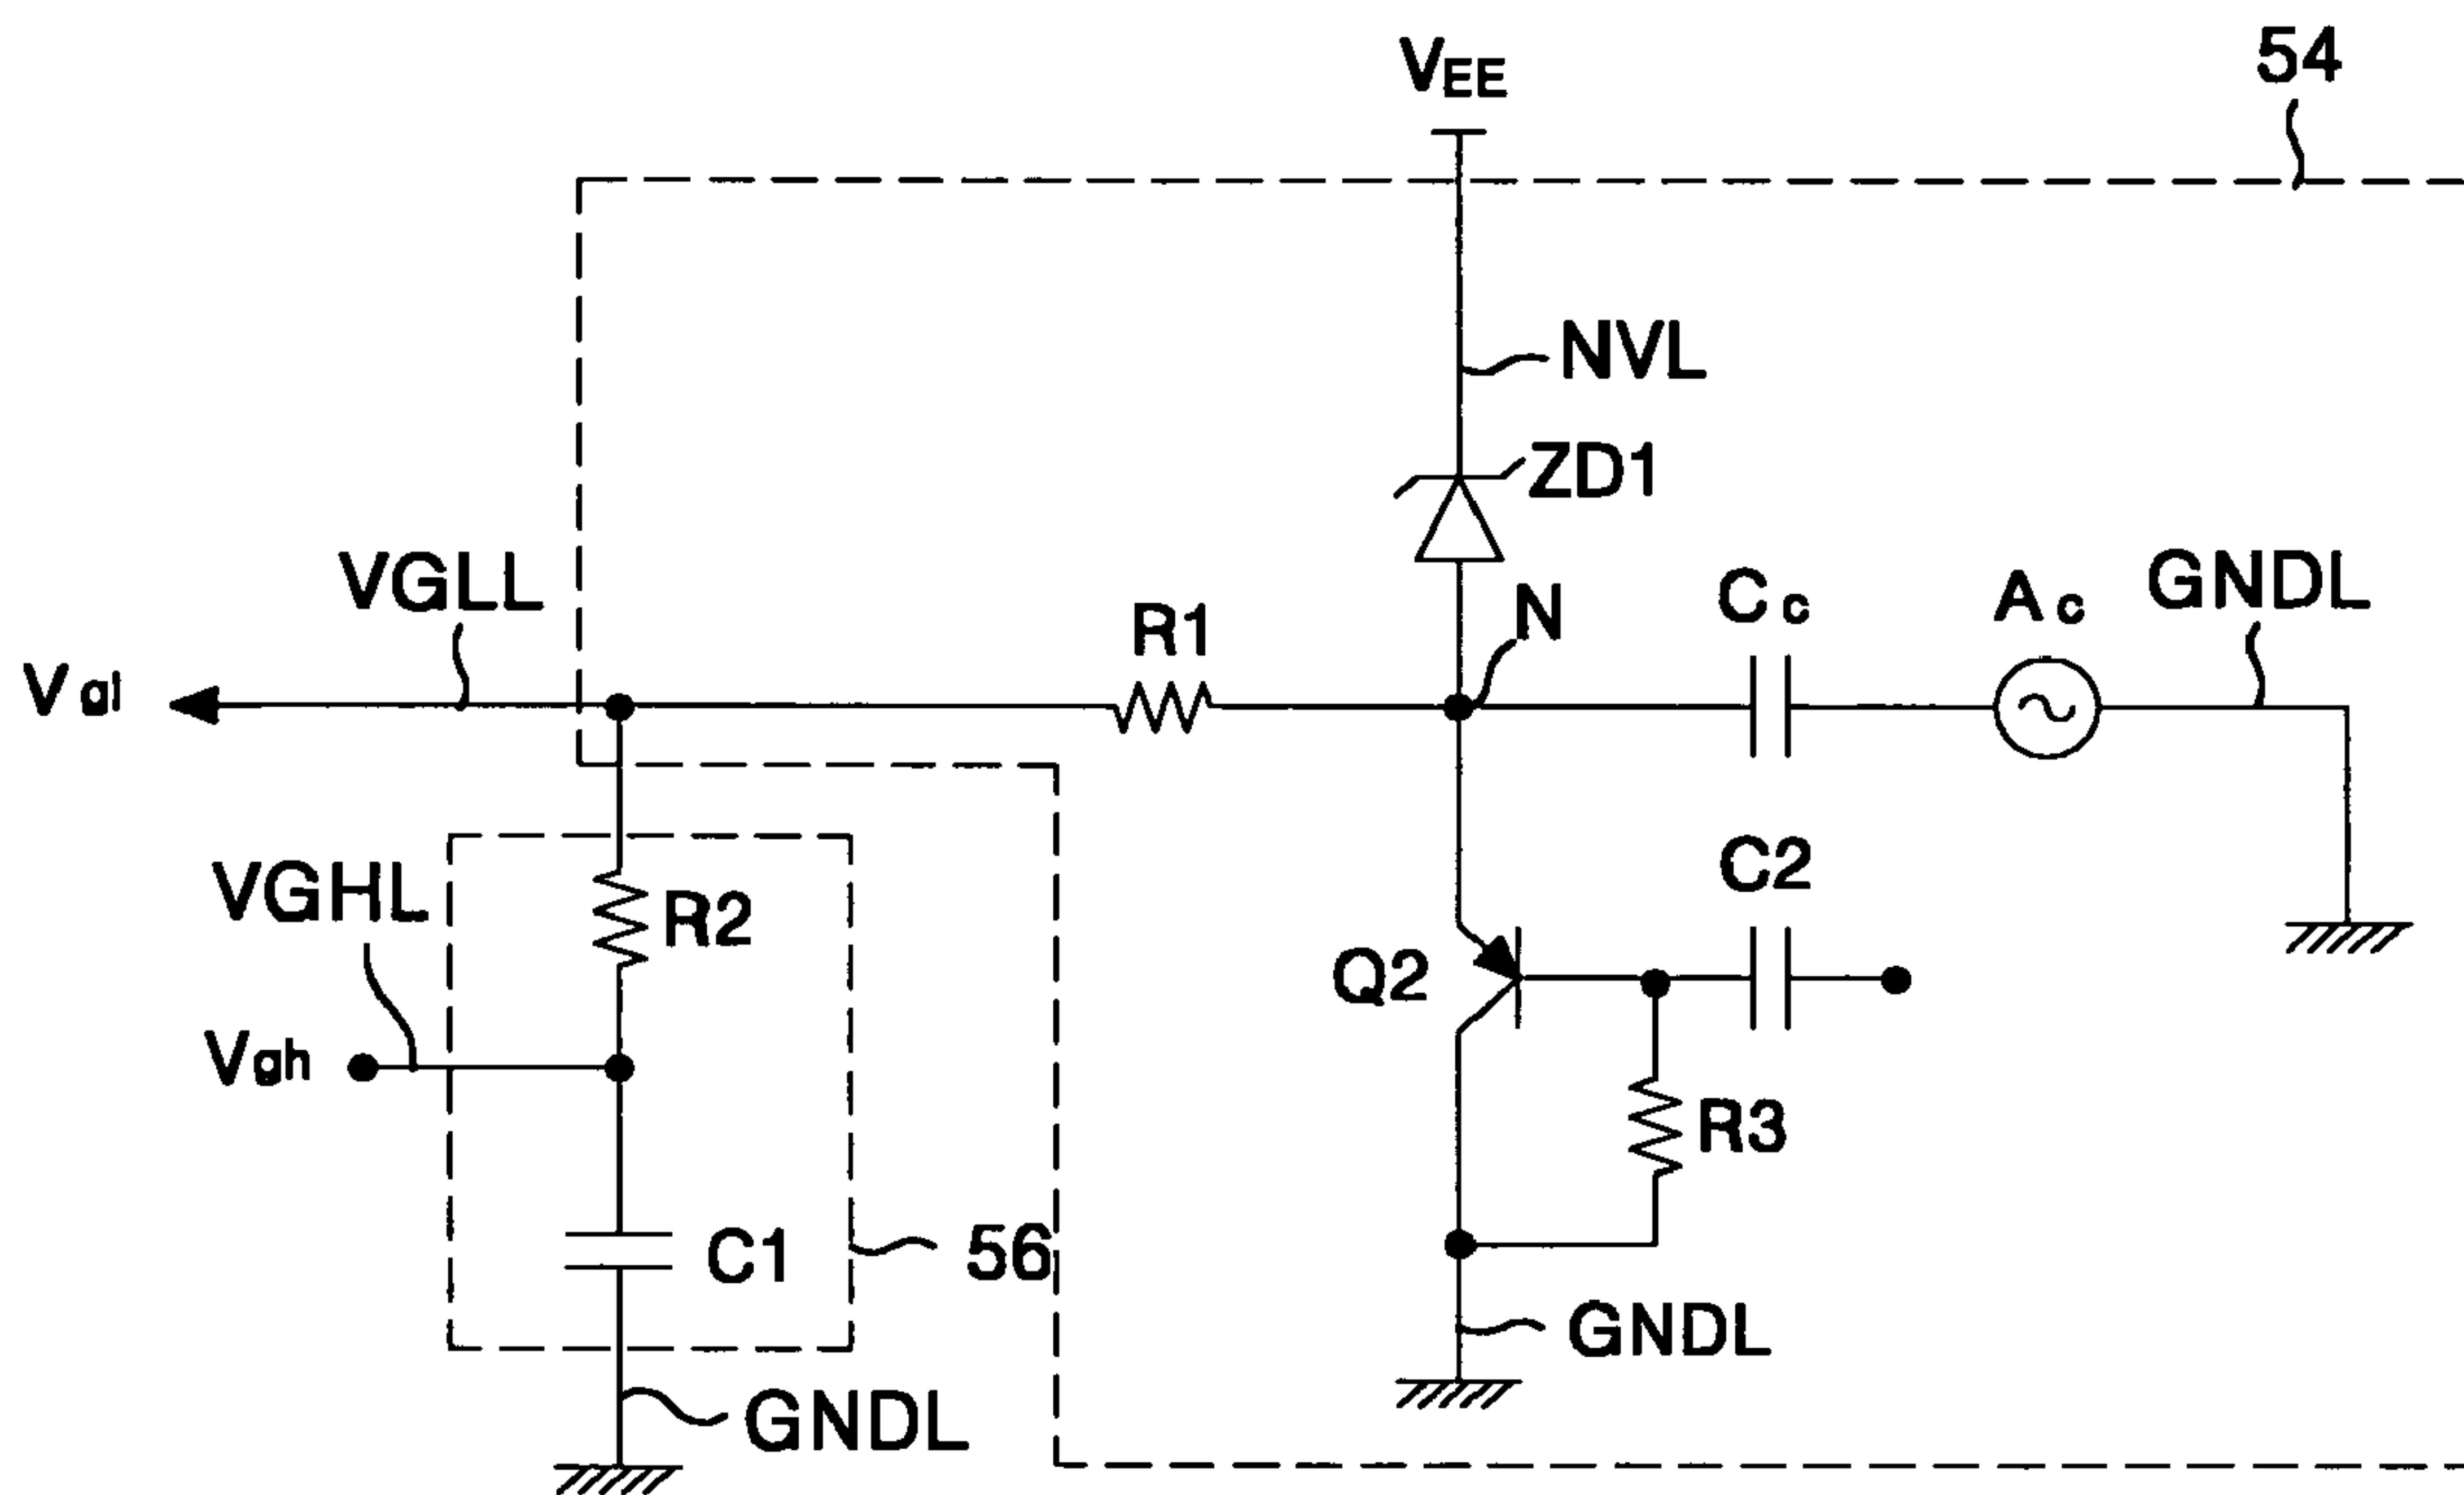 VEE
54
NVL
ZD1
VGLL
R1
N
Cc
Ac
GNDL
Vgl
VGHL
R2
C2
Q2
Vgh
R3
C1
56
GNDL
GNDL